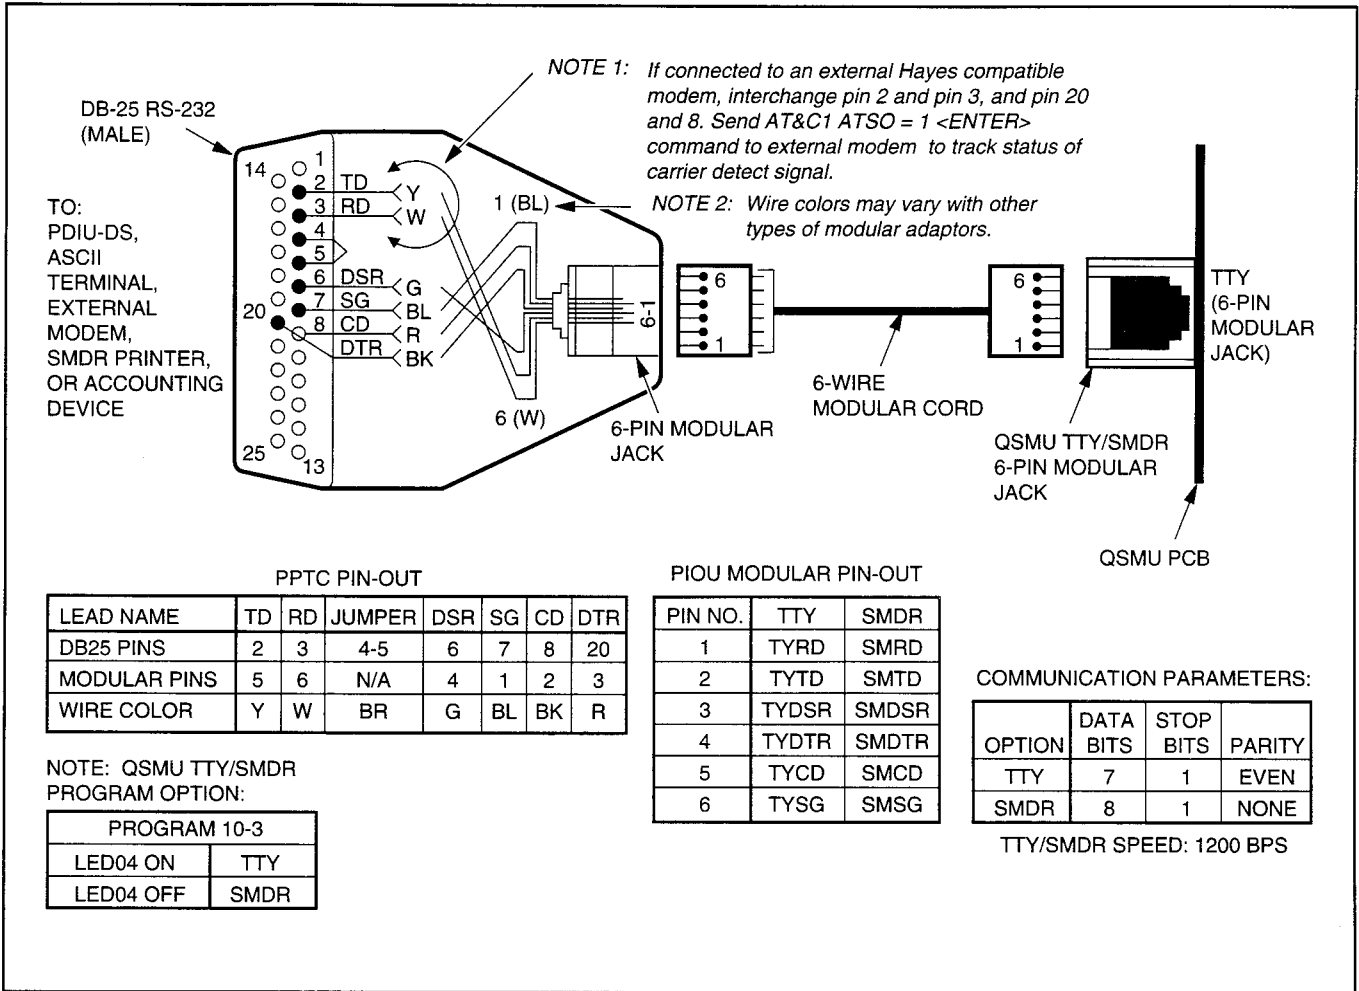 NOTE 1: If connected to an external Hayes compatible
modem, interchange pin 2 and pin 3, and pin 20
and 8. Send AT&C1 ATSO = 1 <ENTER>
command to external modem to track status of
carrier detect signal.
DB-25 RS-232
(MALE)
NOTE 2: Wire colors may vary with other
types of modular adaptors.
TO:
PDIU-DS,
ASCII
TERMINAL,
EXTERNAL
MODEM,
SMDR PRINTER,
OR ACCOUNTING
DEVICE
14
1
2 TD Y
3 RD W
4
5
6 DSR G
7 SG BL
20
8 CD R
DTR BK
25
13
1 (BL)
6 (W)
6-1
6-PIN MODULAR
JACK
6
1
6-WIRE
MODULAR CORD
6
1
TTY
(6-PIN
MODULAR
JACK)
QSMU TTY/SMDR
6-PIN MODULAR
JACK
QSMU PCB
PPTC PIN-OUT
LEAD NAME TD RD JUMPER DSR SG CD DTR
DB25 PINS 2 3 4-5 6 7 8 20
MODULAR PINS 5 6 N/A 4 1 2 3
WIRE COLOR Y W BR G BL BK R
NOTE: QSMU TTY/SMDR
PROGRAM OPTION:
PROGRAM 10-3
LED04 ON TTY
LED04 OFF SMDR
PIOU MODULAR PIN-OUT
PIN NO. TTY SMDR
1 TYRD SMRD
2 TYTD SMTD
3 TYDSR SMDSR
4 TYDTR SMDTR
5 TYCD SMCD
6 TYSG SMSG
COMMUNICATION PARAMETERS:
OPTION DATA BITS STOP BITS PARITY
TTY 7 1 EVEN
SMDR 8 1 NONE
TTY/SMDR SPEED: 1200 BPS